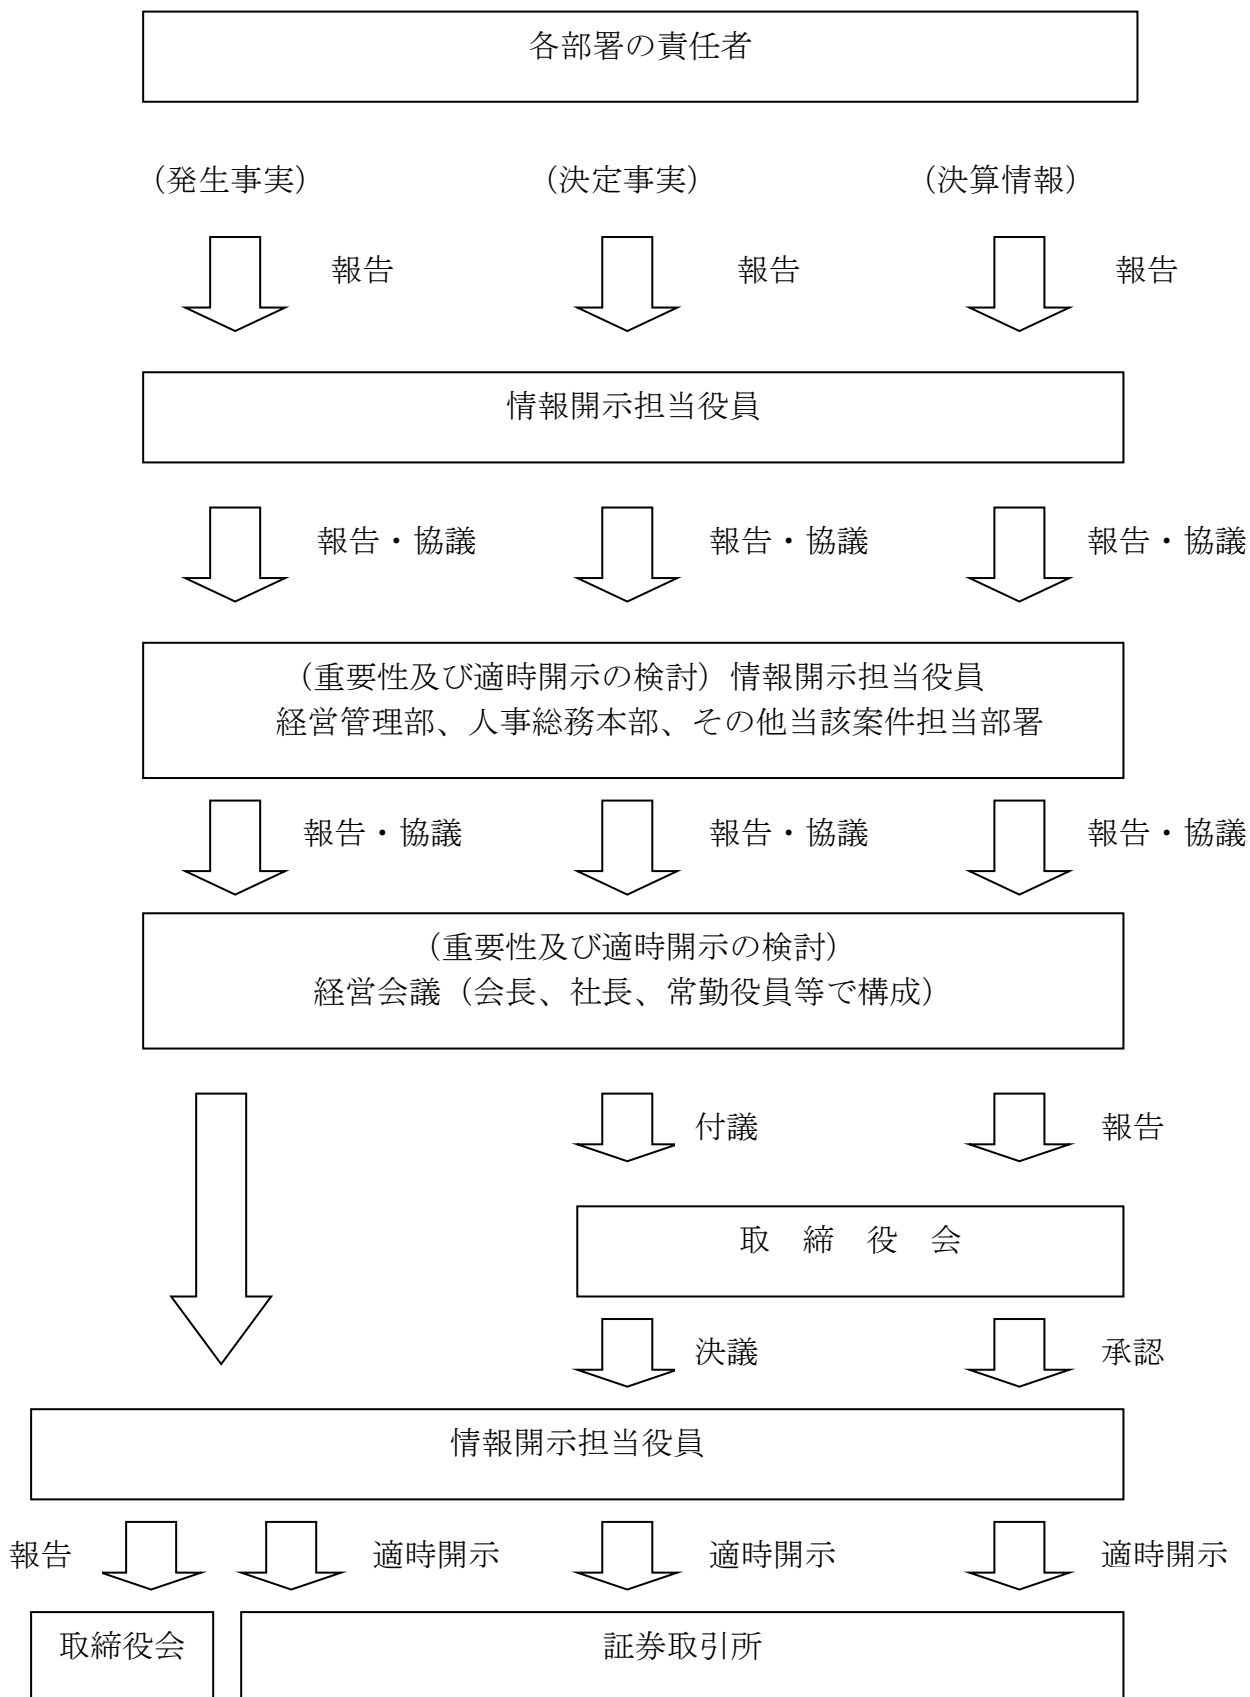 各部署の責任者
（発生事実）
（決定事実）
（決算情報）
報告
報告
報告
情報開示担当役員
報告・協議
報告・協議
報告・協議
（重要性及び適時開示の検討）情報開示担当役員
経営管理部、人事総務本部、その他当該案件担当部署
報告・協議
報告・協議
報告・協議
（重要性及び適時開示の検討）
経営会議（会長、社長、常勤役員等で構成）
付議
報告
取　締　役　会
決議
承認
情報開示担当役員
報告
適時開示
適時開示
適時開示
取締役会
証券取引所